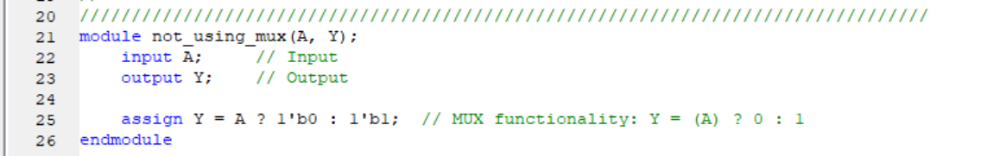 20 //////////////////////////////////////////////////////////////////////////////////
21 module not_using_mux(A, Y);
22 input A; // Input
23 output Y; // Output
24
25 assign Y = A ? 1'b0 : 1'b1; // MUX functionality: Y = (A) ? 0 : 1
26 endmodule